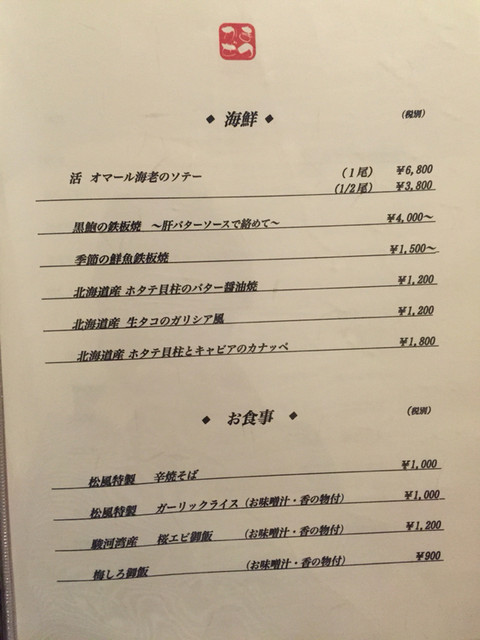 ◆ 海鮮 ◆
（税別）
活 オマール海老のソテー （1尾） ¥6,800
（1/2尾） ¥3,800
黒鮑の鉄板焼 ～肝バターソースで絡めて～ ¥4,000～
季節の鮮魚鉄板焼 ¥1,500～
北海道産 ホタテ貝柱のバター醤油焼 ¥1,200
北海道産 生タコのガリシア風 ¥1,200
北海道産 ホタテ貝柱とキャビアのカナッペ ¥1,800
◆ お食事 ◆
（税別）
松風特製 辛焼そば ¥1,000
松風特製 ガーリックライス（お味噌汁・香の物付） ¥1,000
駿河湾産 桜エビ御飯 （お味噌汁・香の物付） ¥1,200
梅しろ御飯 （お味噌汁・香の物付） ¥900